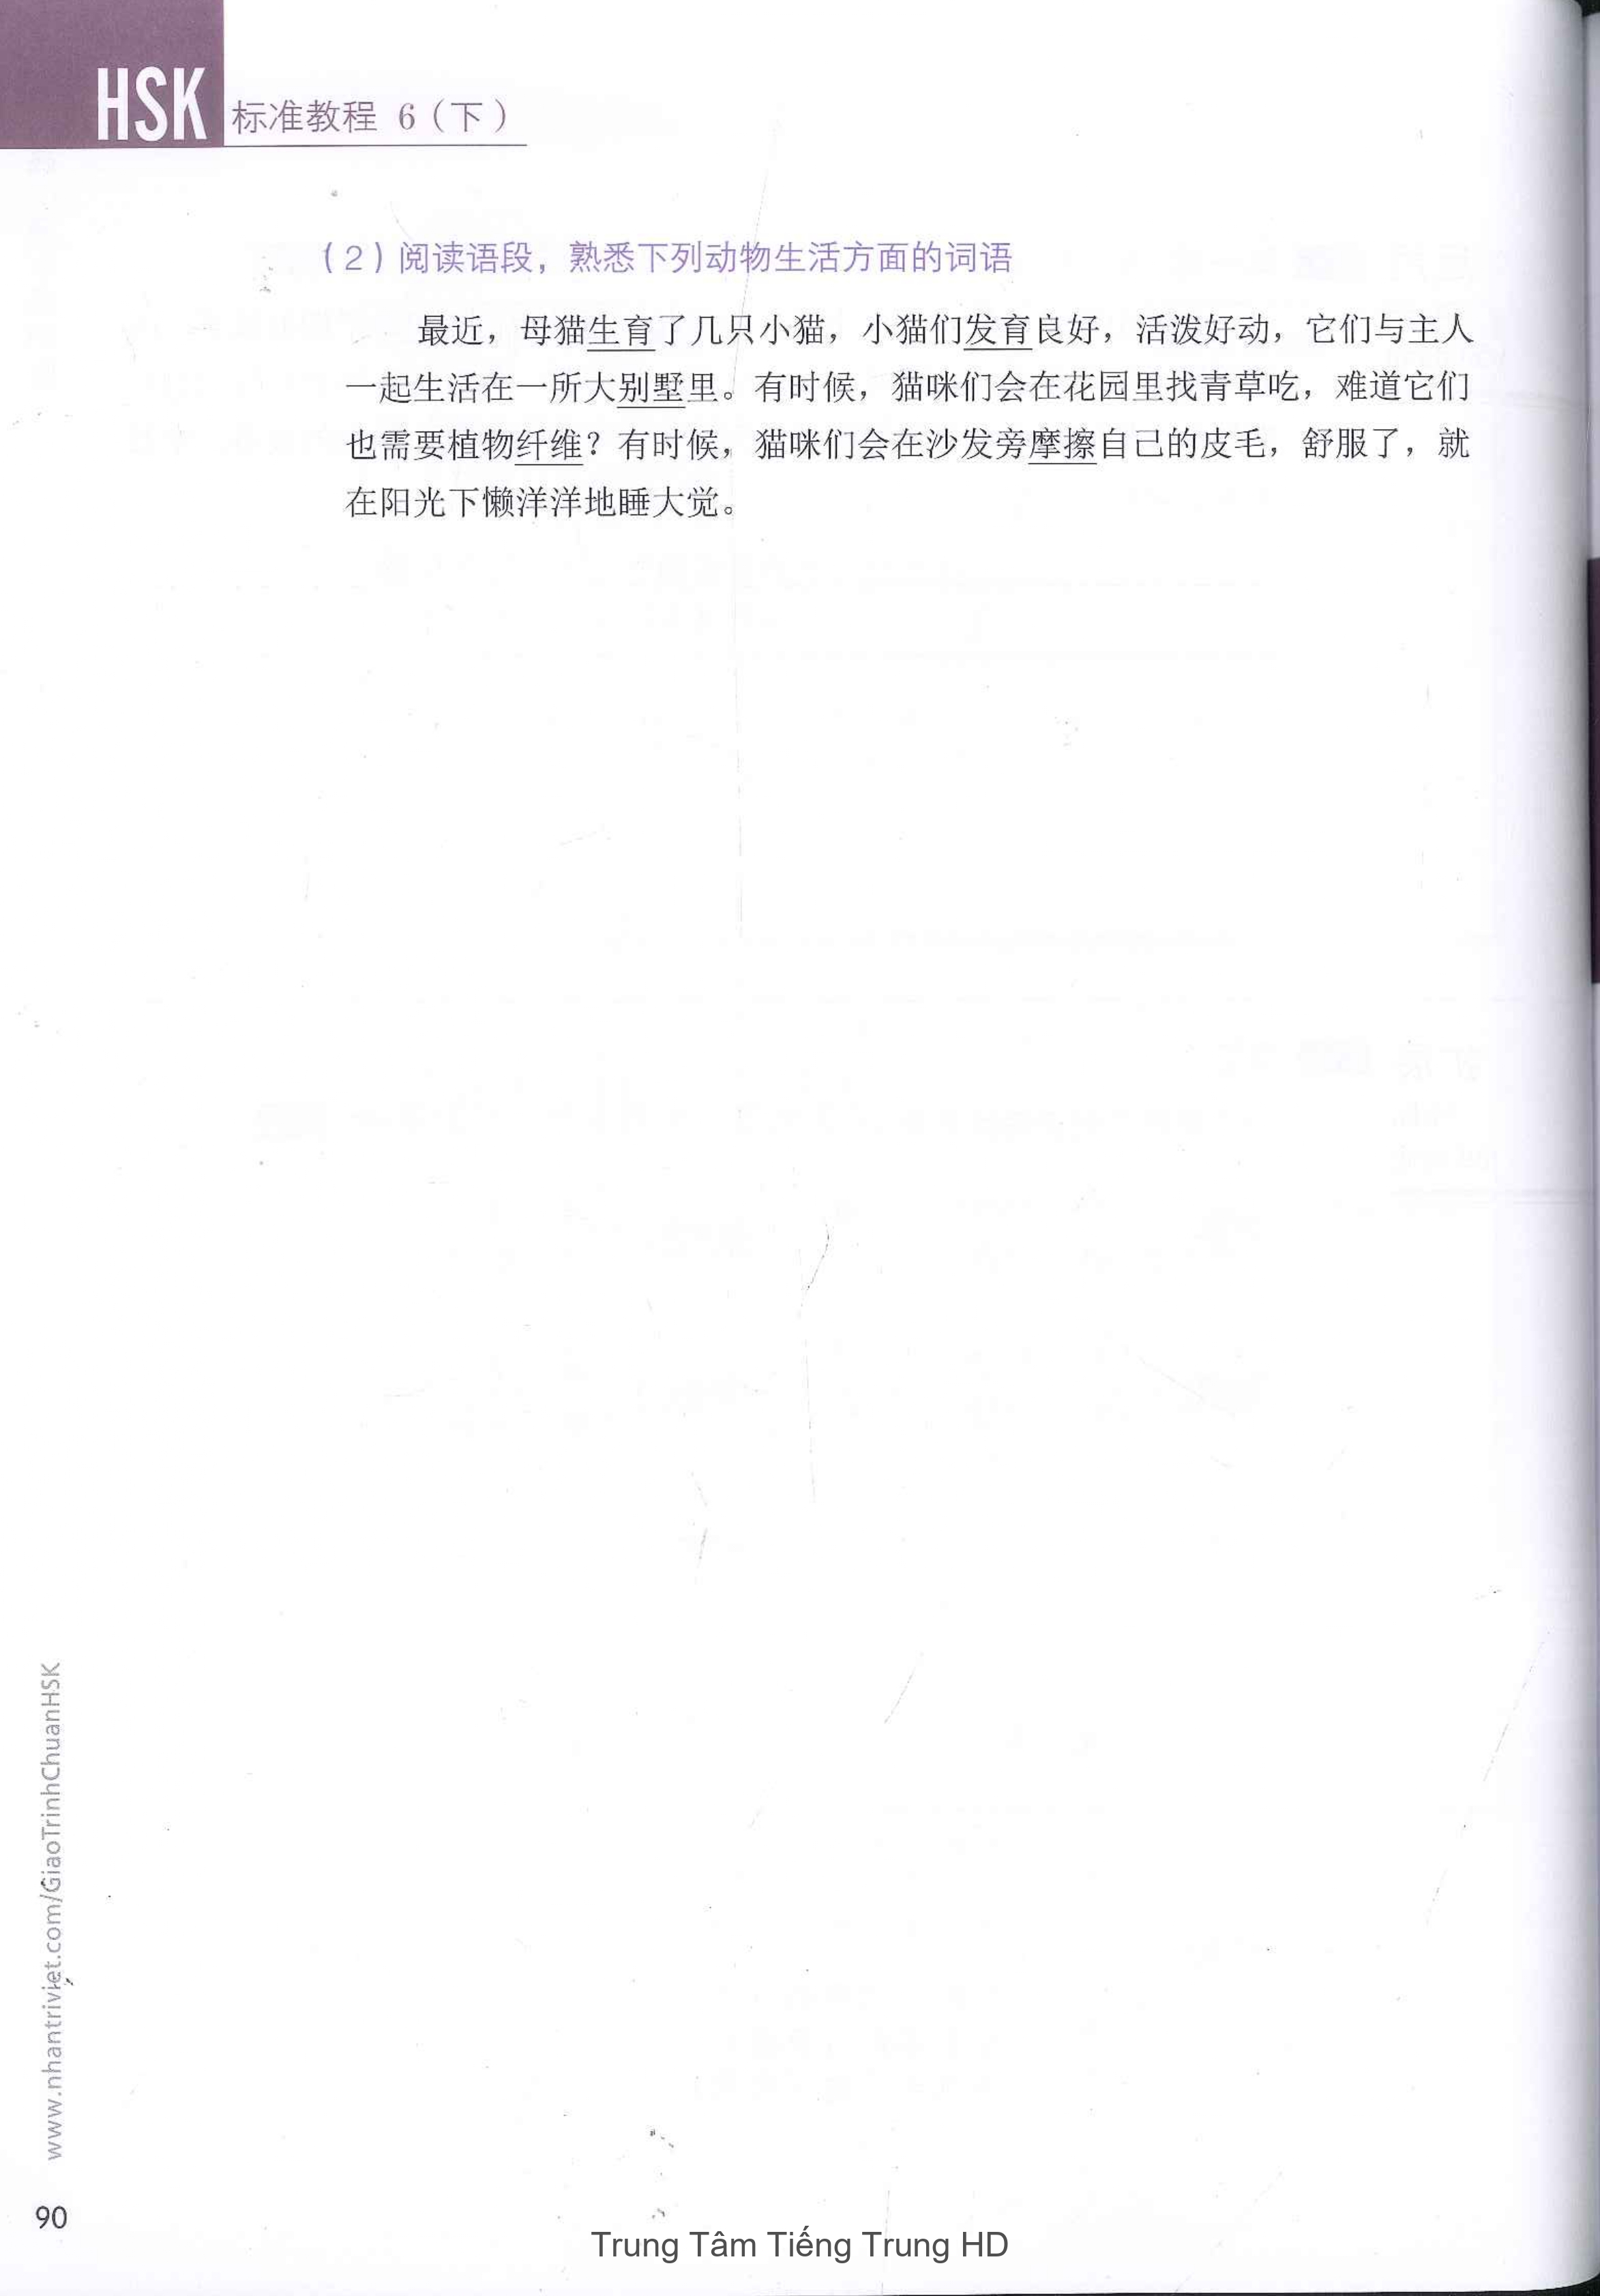 HSK 标准教程 6（下）
（2）阅读语段，熟悉下列动物生活方面的词语
最近，母猫生育了几只小猫，小猫们发育良好，活泼好动，它们与主人
一起生活在一所大别墅里。有时候，猫咪们会在花园里找青草吃，难道它们
也需要植物纤维？有时候，猫咪们会在沙发旁摩擦自己的皮毛，舒服了，就
在阳光下懒洋洋地睡大觉。
www.nhantriviet.com/GiaoTrinhChuanHSK
90
Trung Tâm Tiếng Trung HD